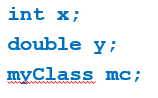 int x;
double y;
myClass mc;